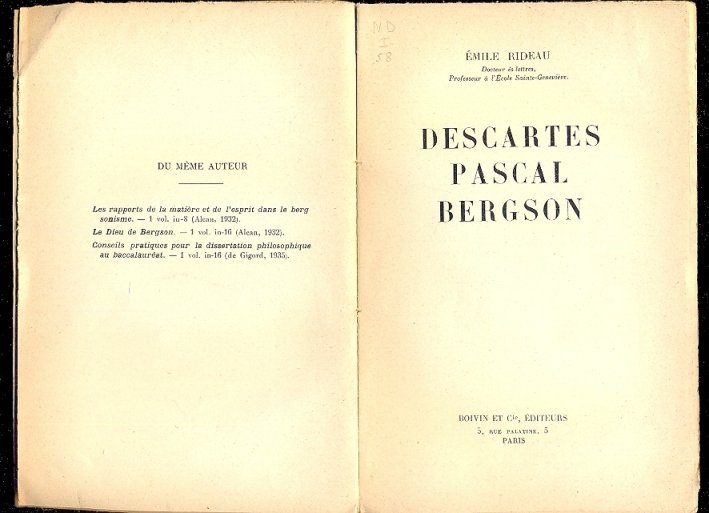 DU MÊME AUTEUR
Les rapports de la matière et de l'esprit dans le berg
sonisme. — 1 vol. in-8 (Alcan, 1932).
Le Dieu de Bergson. — 1 vol. in-16 (Alcan, 1932).
Conseils pratiques pour la dissertation philosophique
au baccalauréat. — 1 vol. in-16 (de Gigord, 1935).
ND
I
58
ÉMILE RIDEAU
Docteur ès lettres,
Professeur à l'École Sainte-Geneviève.
DESCARTES
PASCAL
BERGSON
BOIVIN ET Cie, ÉDITEURS
5, RUE PALATINE, 5
PARIS